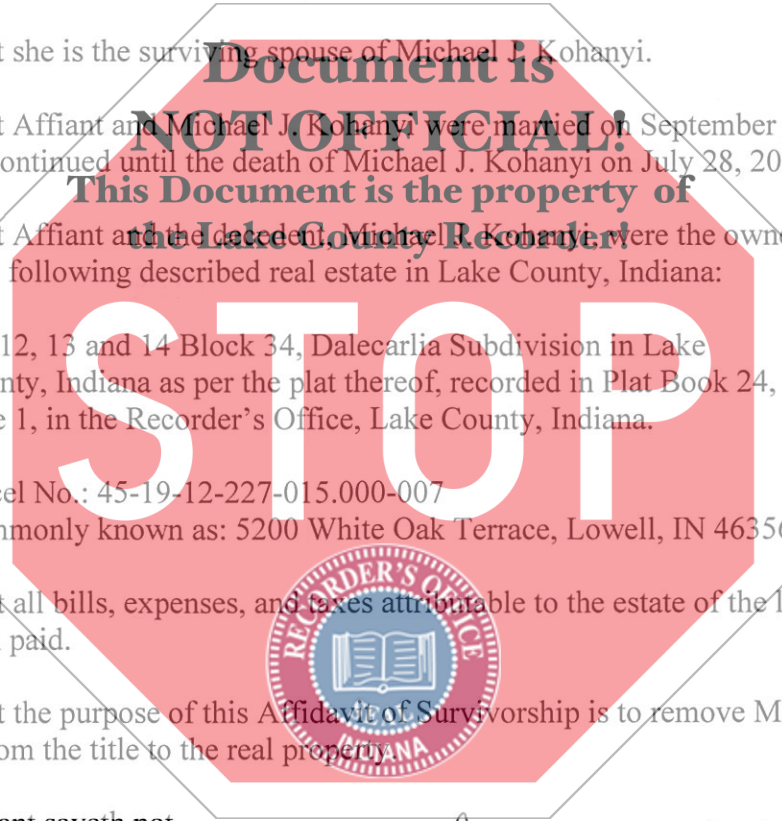 t she is the surviving spouse of Michael J. Kohanyi.
Document is
t Affiant and Michael J. Kohanyi were married on September
NOT OFFICIAL!
ontinued until the death of Michael J. Kohanyi on July 28, 20
This Document is the property of
t Affiant and the decedent, Michael J. Kohanyi, were the own
the Lake County Recorder!
following described real estate in Lake County, Indiana:
STOP
12, 13 and 14 Block 34, Dalecarlia Subdivision in Lake
nty, Indiana as per the plat thereof, recorded in Plat Book 24,
e 1, in the Recorder's Office, Lake County, Indiana.
cel No.: 45-19-12-227-015.000-007
mmonly known as: 5200 White Oak Terrace, Lowell, IN 46356
RECORDER'S OFFICE
t all bills, expenses, and taxes attributable to the estate of the
paid.
t the purpose of this Affidavit of Survivorship is to remove M
INDIANA
om the title to the real property.
ant sayeth not